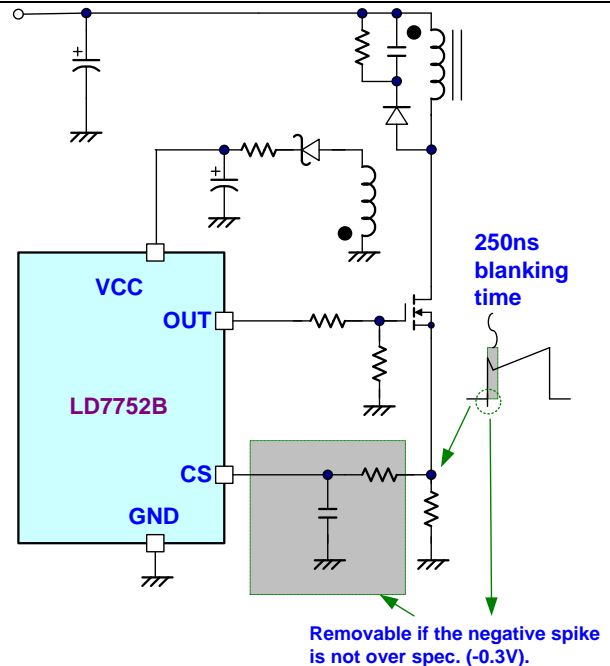 250ns
blanking
time
VCC
OUT
LD7752B
CS
GND
Removable if the negative spike
is not over spec. (-0.3V).